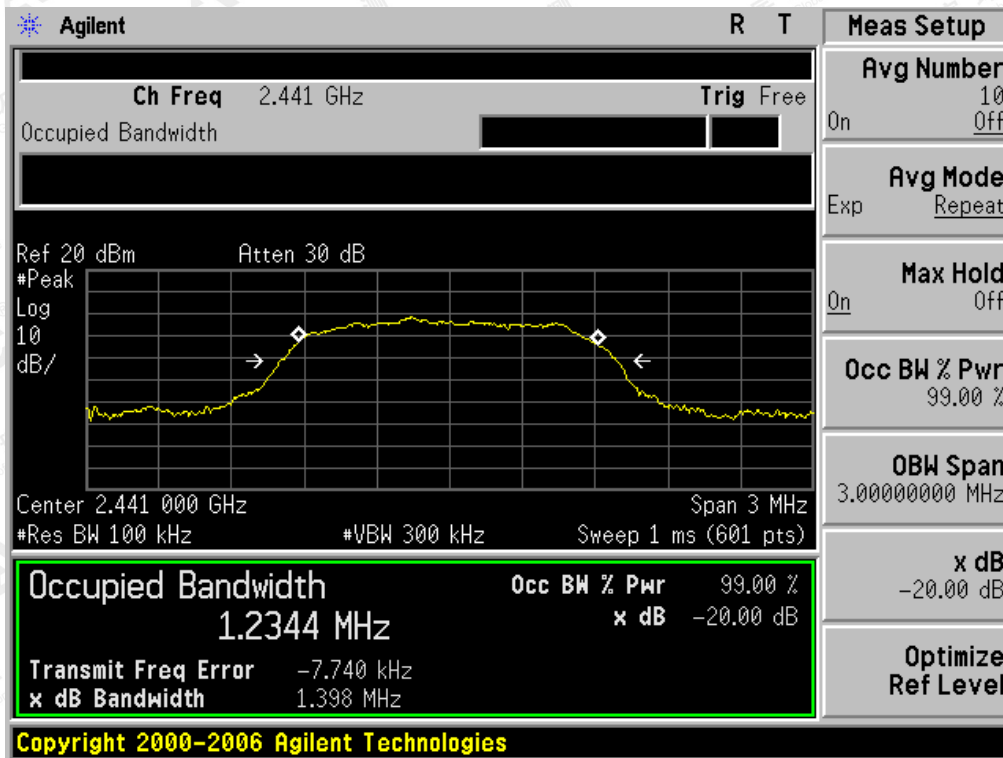 Agilent R T
Ch Freq 2.441 GHz Trig Free
Occupied Bandwidth
Ref 20 dBm Atten 30 dB
#Peak
Log
10
dB/
Center 2.441 000 GHz Span 3 MHz
#Res BW 100 kHz #VBW 300 kHz Sweep 1 ms (601 pts)
Occupied Bandwidth Occ BW % Pwr 99.00 %
1.2344 MHz x dB -20.00 dB
Transmit Freq Error -7.740 kHz
x dB Bandwidth 1.398 MHz
Copyright 2000-2006 Agilent Technologies
Meas Setup
Avg Number
10
On Off
Avg Mode
Exp Repeat
Max Hold
On Off
Occ BW % Pwr
99.00 %
OBW Span
3.00000000 MHz
x dB
-20.00 dB
Optimize
Ref Level